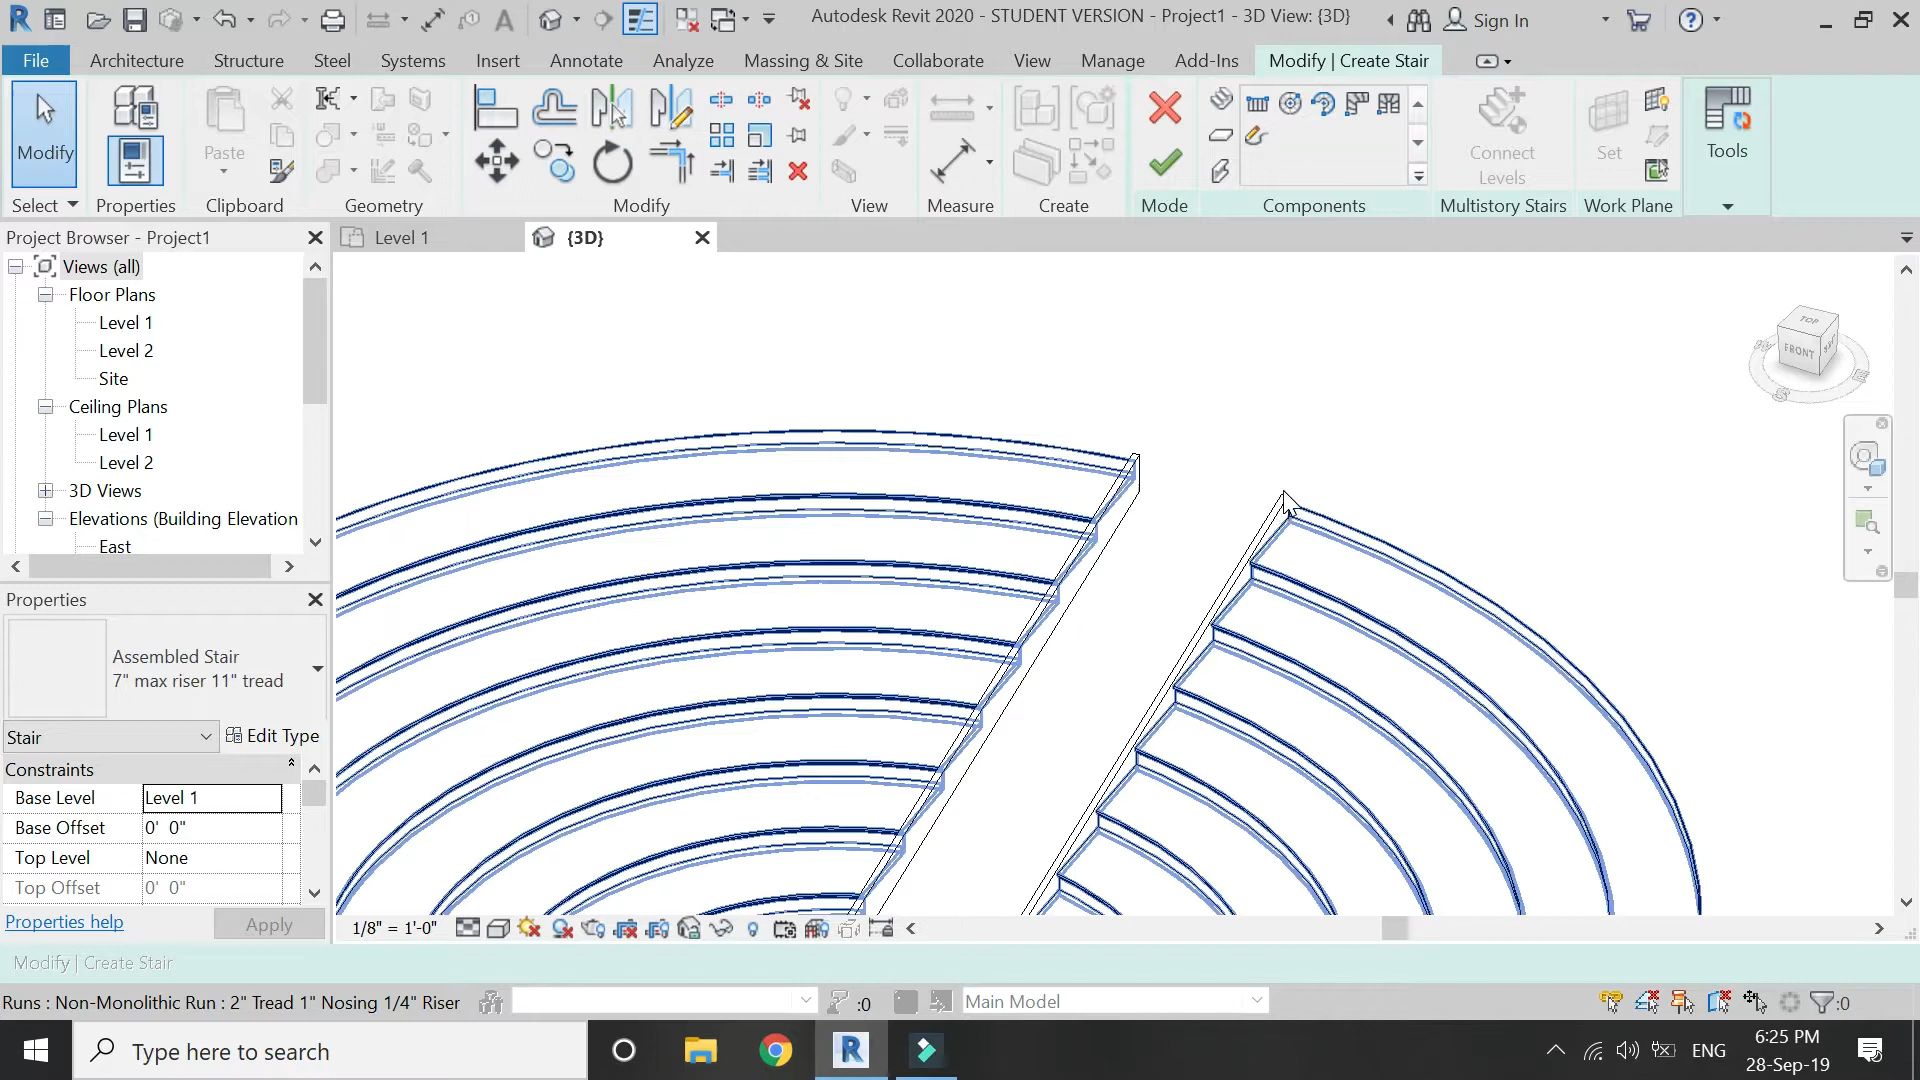 Autodesk Revit 2020 - STUDENT VERSION - Project1 - 3D View: {3D}
Sign In
File
Architecture
Structure
Steel
Systems
Insert
Annotate
Analyze
Massing & Site
Collaborate
View
Manage
Add-Ins
Modify | Create Stair
Modify
Paste
Connect
Levels
Set
Tools
Select
Properties
Clipboard
Geometry
Modify
View
Measure
Create
Mode
Components
Multistory Stairs
Work Plane
Project Browser - Project1
Level 1
{3D}
Views (all)
Floor Plans
Level 1
Level 2
Site
Ceiling Plans
Level 1
Level 2
3D Views
Elevations (Building Elevation
East
TOP
FRONT
Properties
Assembled Stair
7" max riser 11" tread
Stair
Edit Type
Constraints
Base Level
Level 1
Base Offset
0' 0"
Top Level
None
Top Offset
0' 0"
Properties help
Apply
1/8" = 1'-0"
Modify | Create Stair
Runs : Non-Monolithic Run : 2" Tread 1" Nosing 1/4" Riser
:0
Main Model
:0
Type here to search
ENG
6:25 PM
28-Sep-19